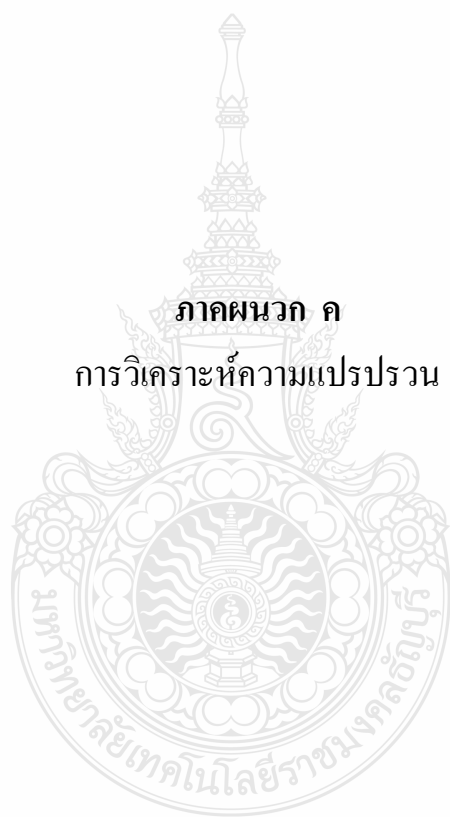 ภาคผนวก ค
การวิเคราะห์ความแปรปรวน
มหาวิทยาลัยเทคโนโลยีราชมงคลธัญบุรี